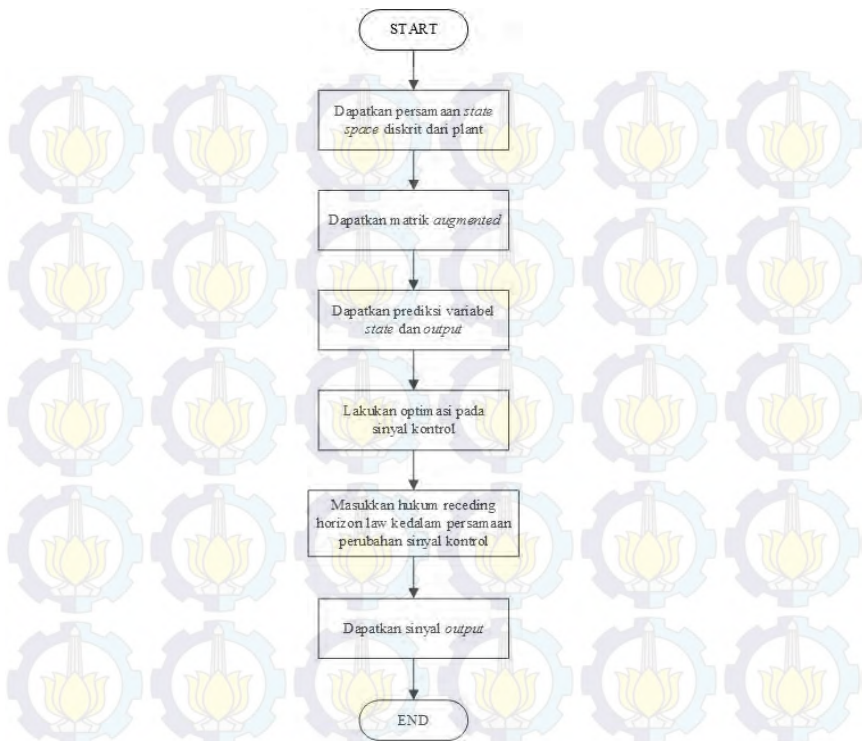 START
Dapatkan persamaan state
space diskrit dari plant
Dapatkan matrik augmented
Dapatkan prediksi variabel
state dan output
Lakukan optimasi pada
sinyal kontrol
Masukkan hukum receding
horizon law kedalam persamaan
perubahan sinyal kontrol
Dapatkan sinyal output
END